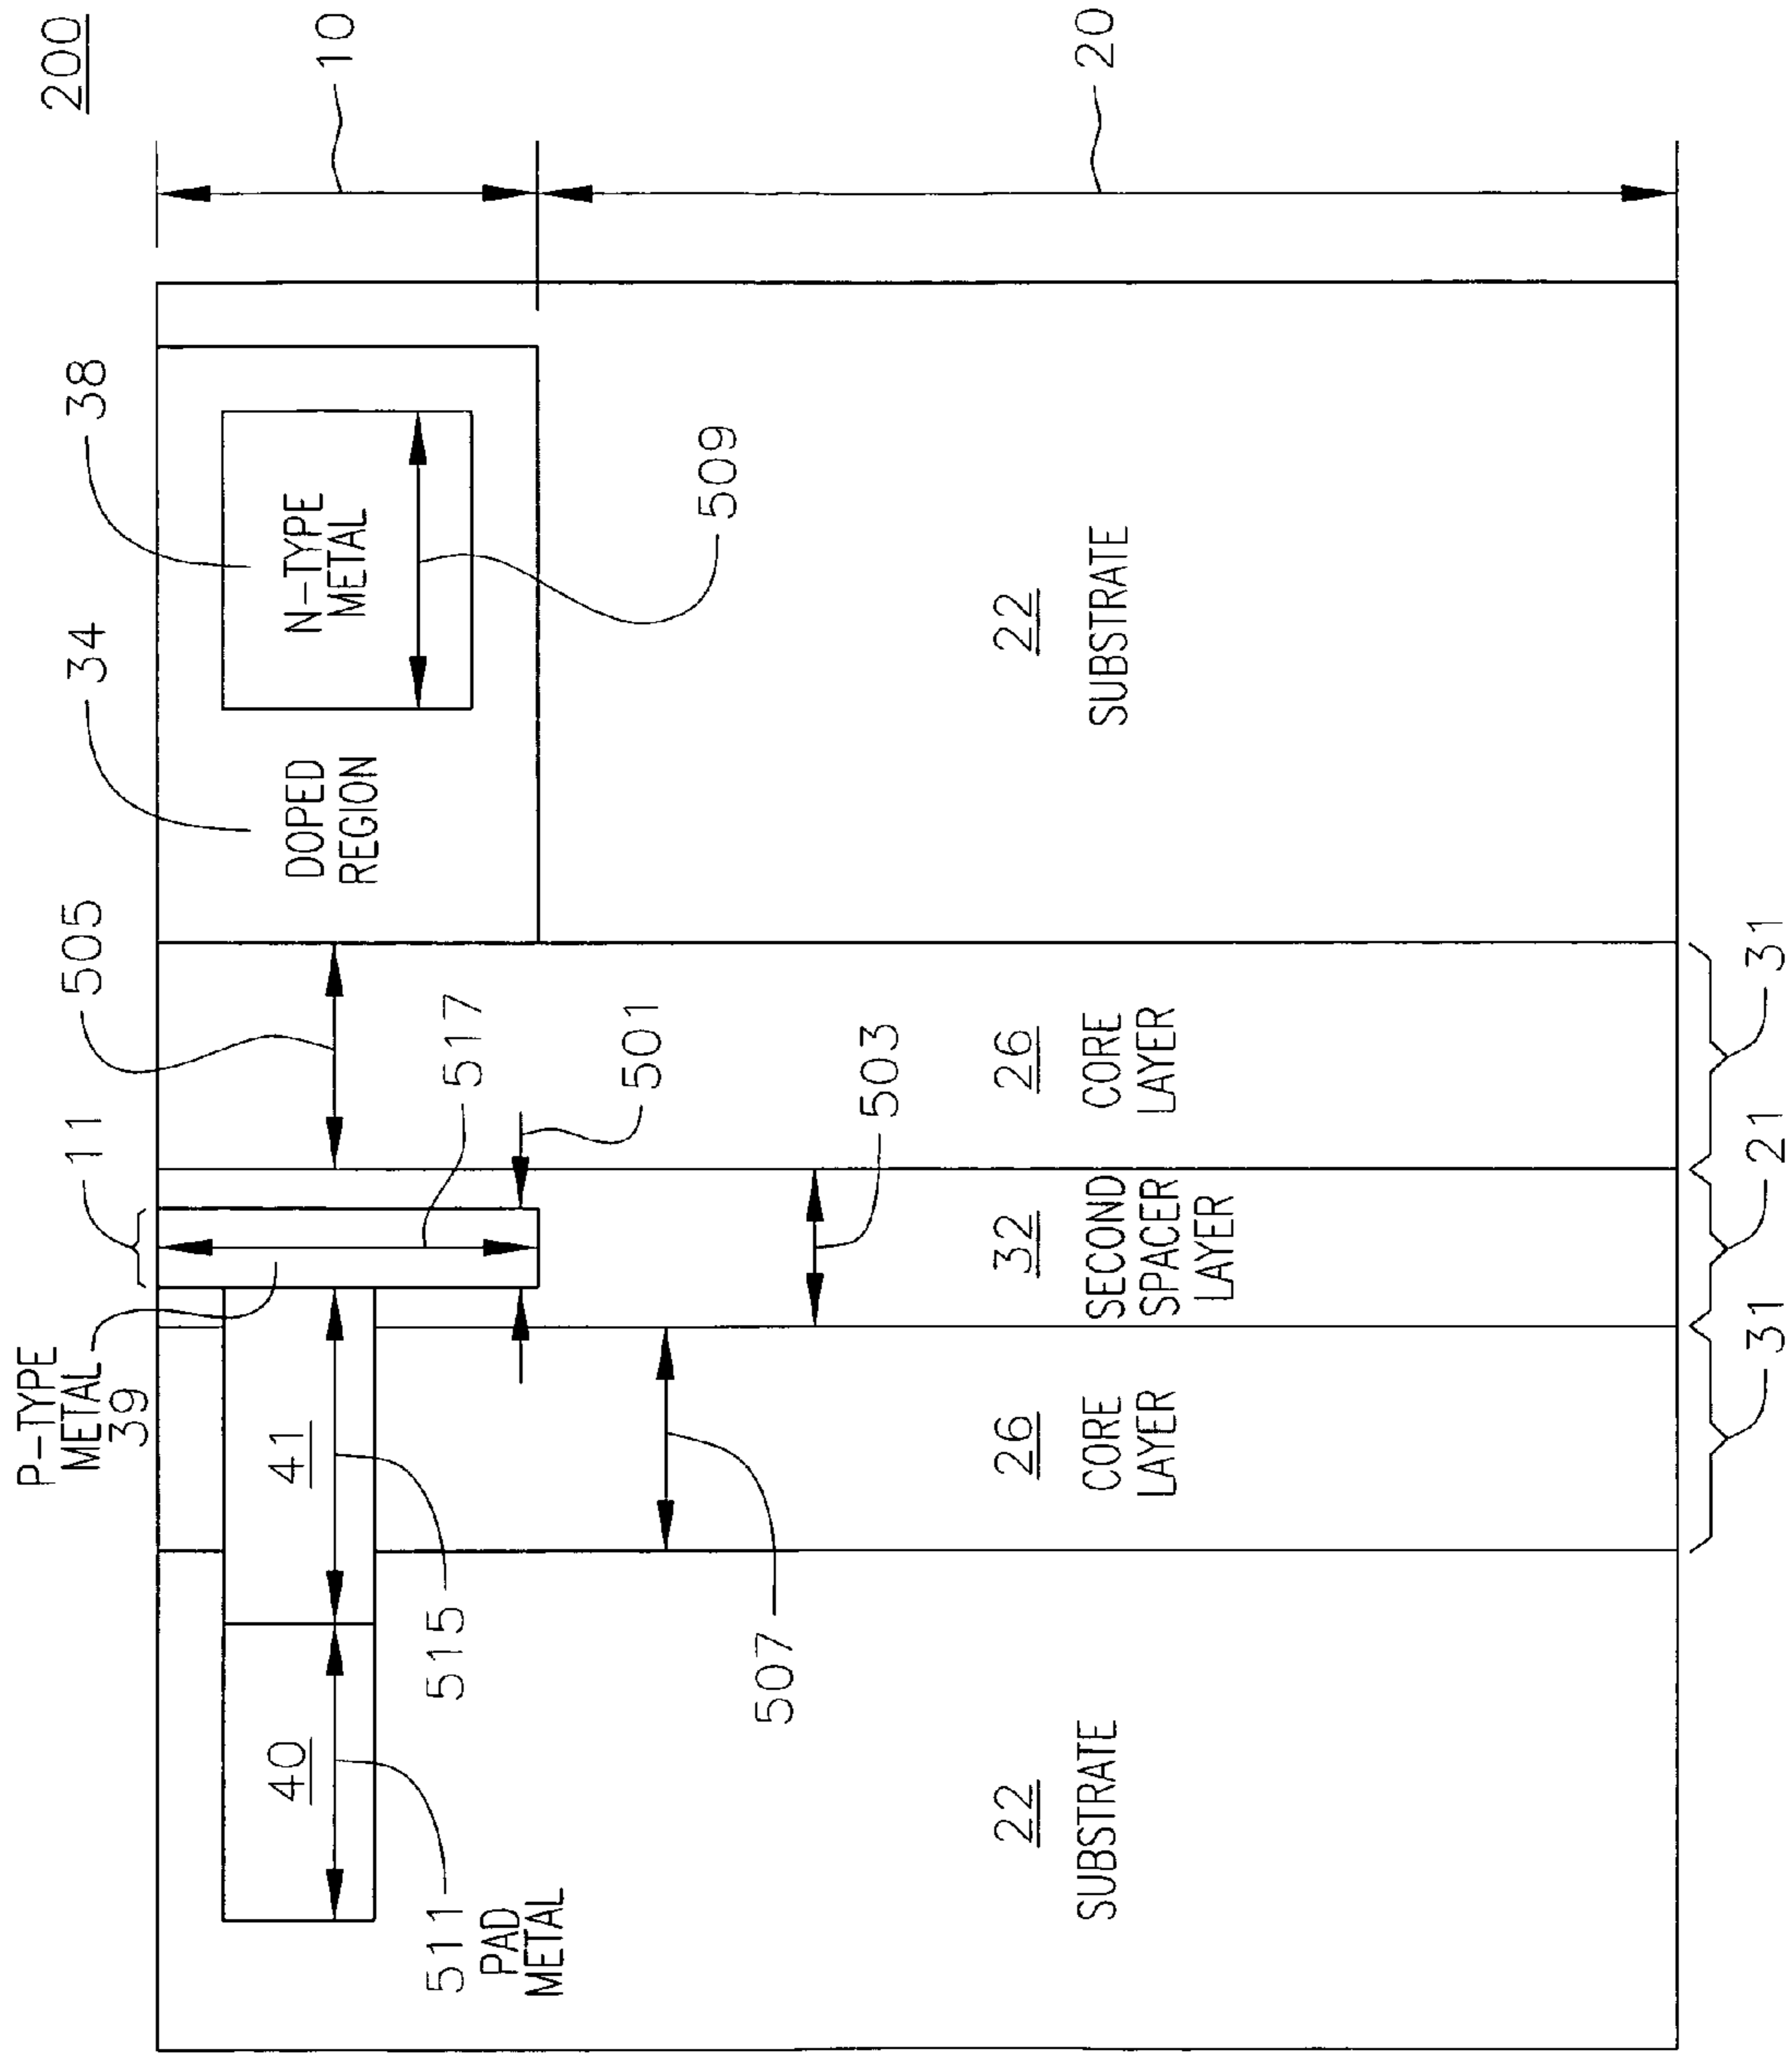 200
P-TYPE
METAL
39
11
505
34
38
40
41
DOPED
REGION
N-TYPE
METAL
10
511
PAD
METAL
515
517
501
509
507
503
22
SUBSTRATE
26
CORE
LAYER
32
SECOND
SPACER
LAYER
26
CORE
LAYER
22
SUBSTRATE
20
31
21
31